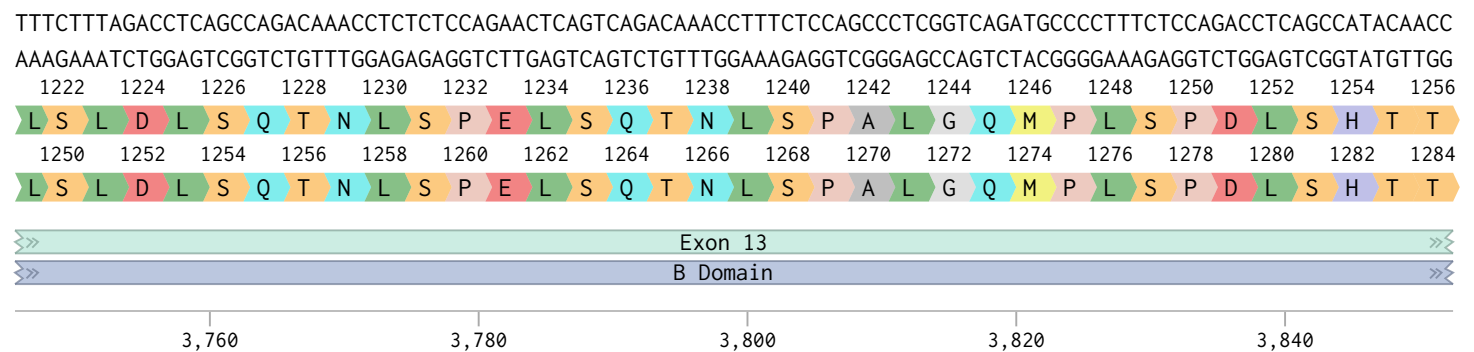 TTTCTTTAGACCTCAGCCAGACAAACCTCTCTCCAGAACTCAGTCAGACAAACCTTTCTCCAGCCCTCGGTCAGATGCCCCTTTCTCCAGACCTCAGCCATACAACC
AAAGAAATCTGGAGTCGGTCTGTTTGGAGAGAGGTCTTGAGTCAGTCTGTTTGGAAAGAGGTCGGGAGCCAGTCTACGGGGAAAGAGGTCTGGAGTCGGTATGTTGG
1222 1224 1226 1228 1230 1232 1234 1236 1238 1240 1242 1244 1246 1248 1250 1252 1254 1256
L S L D L S Q T N L S P E L S Q T N L S P A L G Q M P L S P D L S H T T
1250 1252 1254 1256 1258 1260 1262 1264 1266 1268 1270 1272 1274 1276 1278 1280 1282 1284
L S L D L S Q T N L S P E L S Q T N L S P A L G Q M P L S P D L S H T T
Exon 13
B Domain
3,760 3,780 3,800 3,820 3,840